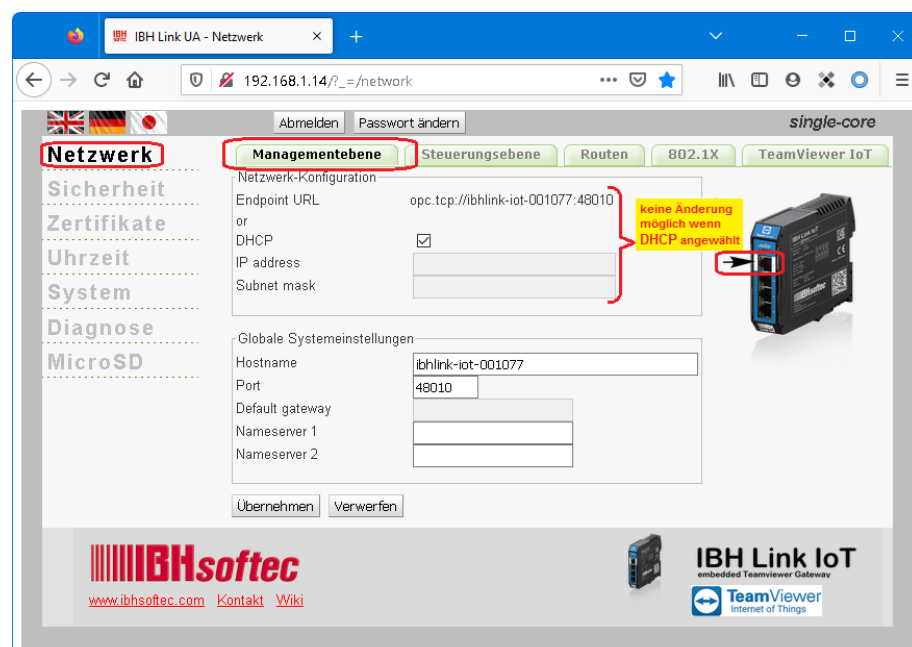 IBH Link UA - Netzwerk
192.168.1.14/?_=/network
Abmelden Passwort ändern single-core
Netzwerk
Sicherheit
Zertifikate
Uhrzeit
System
Diagnose
MicroSD
Managementebene Steuerungsebene Routen 802.1X TeamViewer IoT
Netzwerk-Konfiguration
Endpoint URL opc.tcp://ibhlink-iot-001077:48010
or
DHCP
IP address
Subnet mask
keine Änderung
möglich wenn
DHCP angewählt
Globale Systemeinstellungen
Hostname ibhlink-iot-001077
Port 48010
Default gateway
Nameserver 1
Nameserver 2
Übernehmen Verwerfen
IBHsoftec
www.ibhsoftec.com Kontakt Wiki
IBH Link IoT
embedded Teamviewer Gateway
TeamViewer
Internet of Things